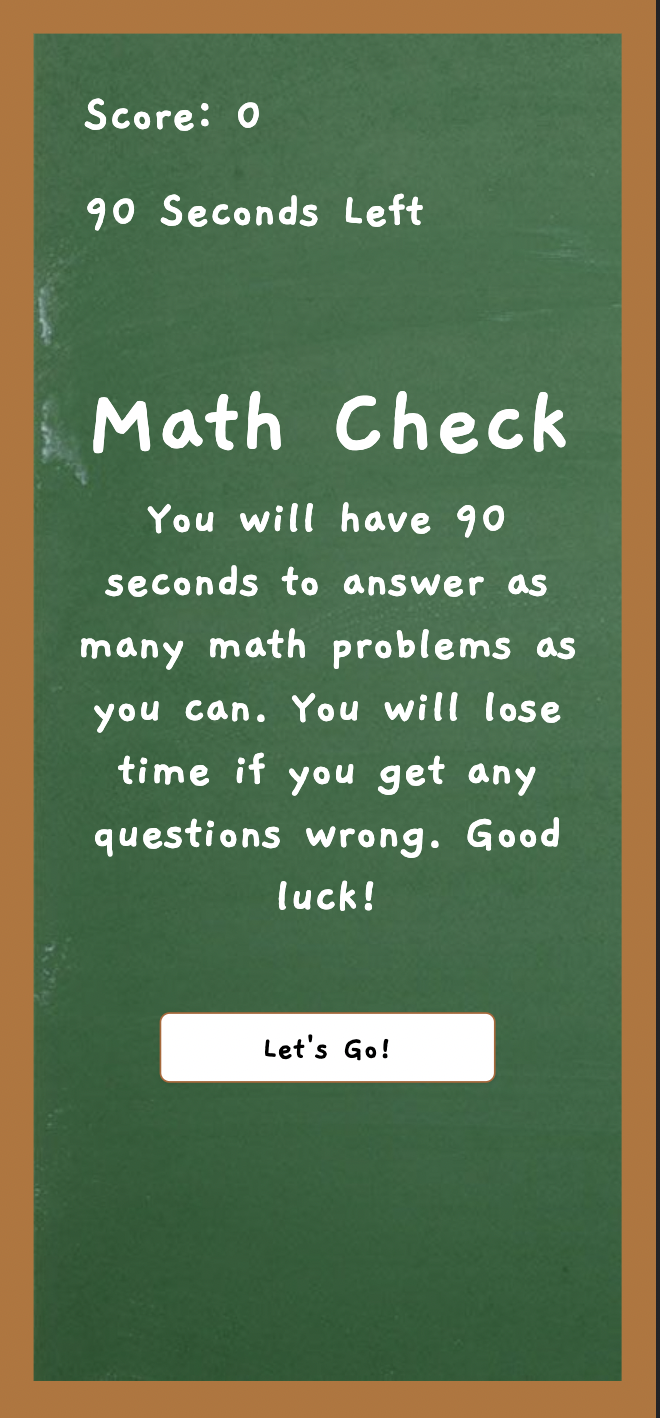 Score: 0
90 Seconds Left
Math Check
You will have 90
seconds to answer as
many math problems as
you can. You will lose
time if you get any
questions wrong. Good
luck!
Let's Go!